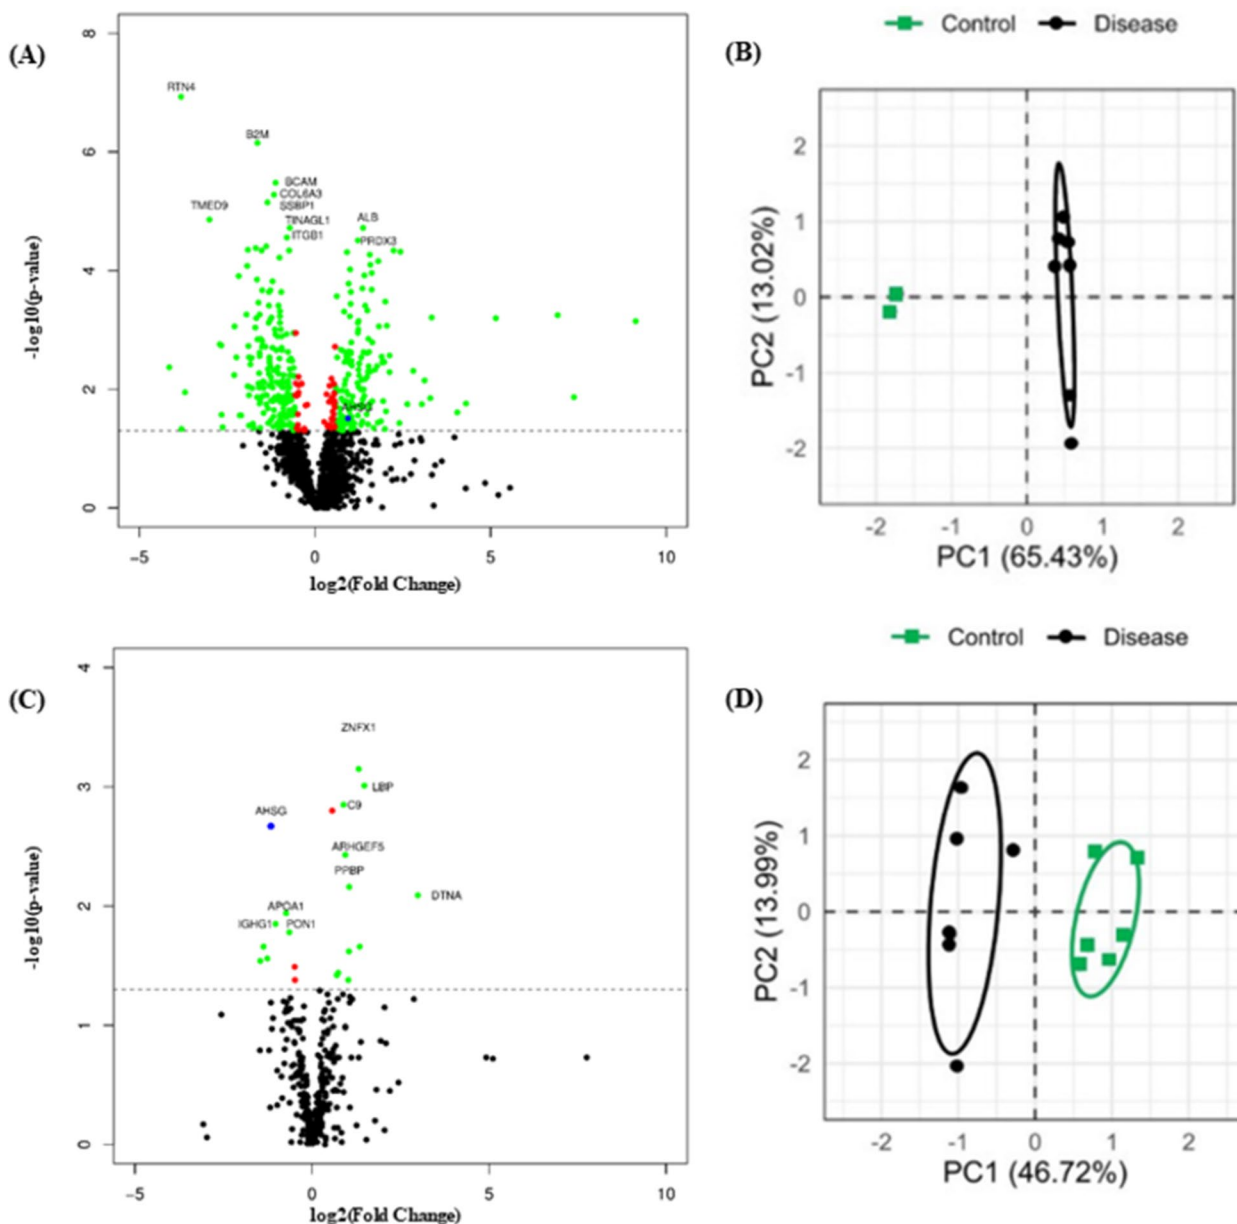 (A)
8
6
4
2
0
-log10(p-value)
RTN4
B2M
BCAM
COL6A3
SSBP1
TMED9
TINAGL1
ITGB1
ALB
PRDX3
AHSG
−5
0
5
10
log2(Fold Change)
(B)
Control
Disease
2
1
0
-1
-2
PC2 (13.02%)
-2
-1
0
1
2
PC1 (65.43%)
(C)
4
3
2
1
0
-log10(p-value)
ZNFX1
LBP
C9
AHSG
ARHGEF5
PPBP
DTNA
APOA1
IGHG1
PON1
−5
0
5
10
log2(Fold Change)
(D)
Control
Disease
2
1
0
-1
-2
PC2 (13.99%)
-2
-1
0
1
2
PC1 (46.72%)